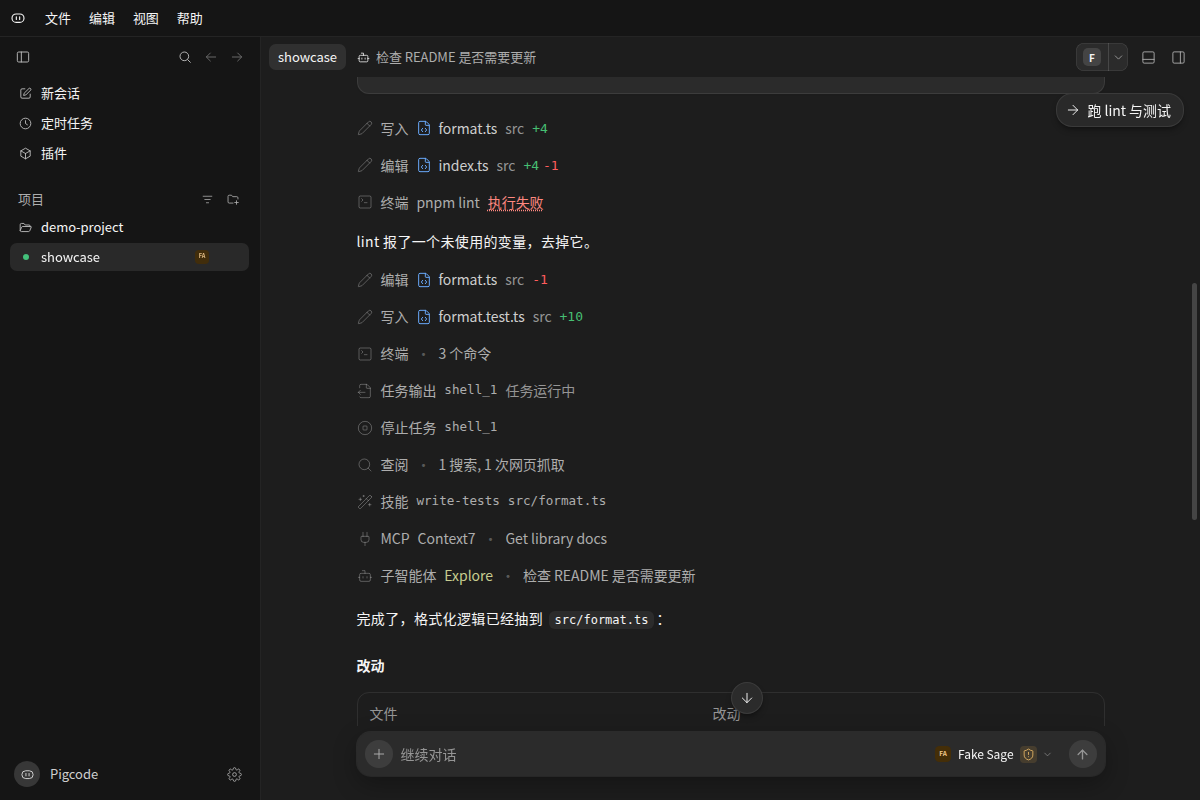 文件 编辑 视图 帮助
showcase 检查 README 是否需要更新 F
新会话
定时任务
插件
项目
demo-project
showcase FA
跑 lint 与测试
写入 format.ts src +4
编辑 index.ts src +4 -1
终端 pnpm lint 执行失败
lint 报了一个未使用的变量，去掉它。
编辑 format.ts src -1
写入 format.test.ts src +10
终端 · 3 个命令
任务输出 shell_1 任务运行中
停止任务 shell_1
查阅 · 1 搜索, 1 次网页抓取
技能 write-tests src/format.ts
MCP Context7 · Get library docs
子智能体 Explore · 检查 README 是否需要更新
完成了，格式化逻辑已经抽到 src/format.ts：
改动
文件 改动
继续对话 FA Fake Sage
Pigcode